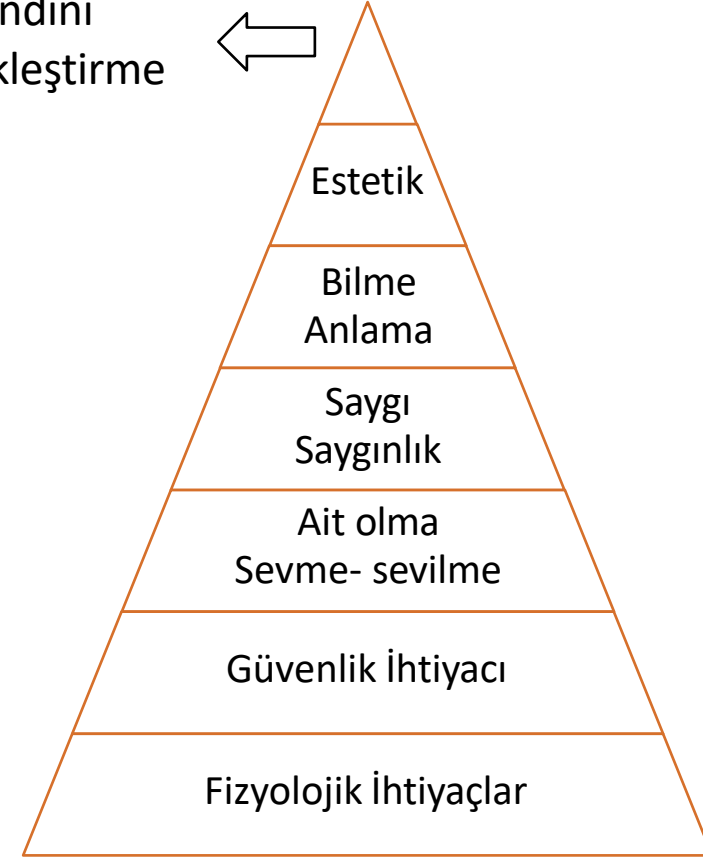 ndini
kleştirme
Estetik
Bilme
Anlama
Saygı
Saygınlık
Ait olma
Sevme- sevilme
Güvenlik İhtiyacı
Fizyolojik İhtiyaçlar